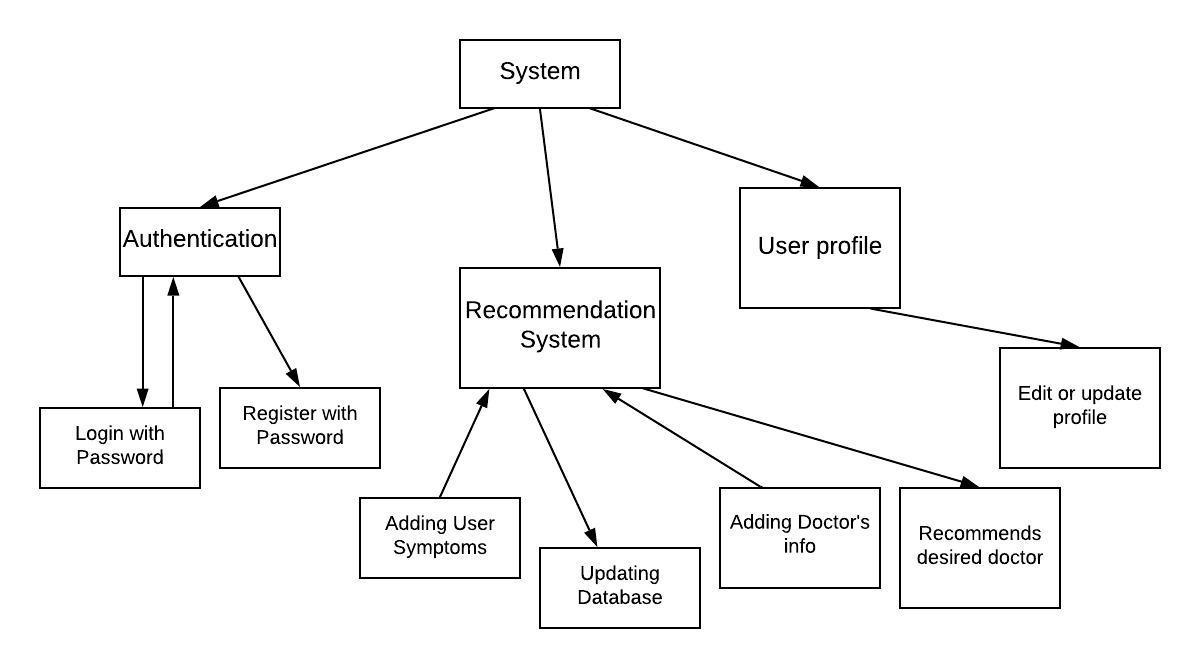 System
Authentication
User profile
Recommendation
System
Edit or update
profile
Register with
Password
Login with
Password
Adding User
Symptoms
Adding Doctor's
info
Recommends
desired doctor
Updating
Database